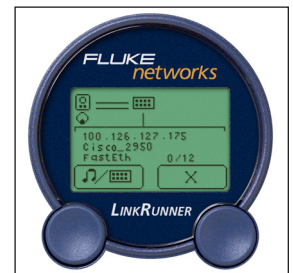 FLUKE
networks
100.126.127.175
Cisco_2950
FastEth 0/12
LINKRUNNER